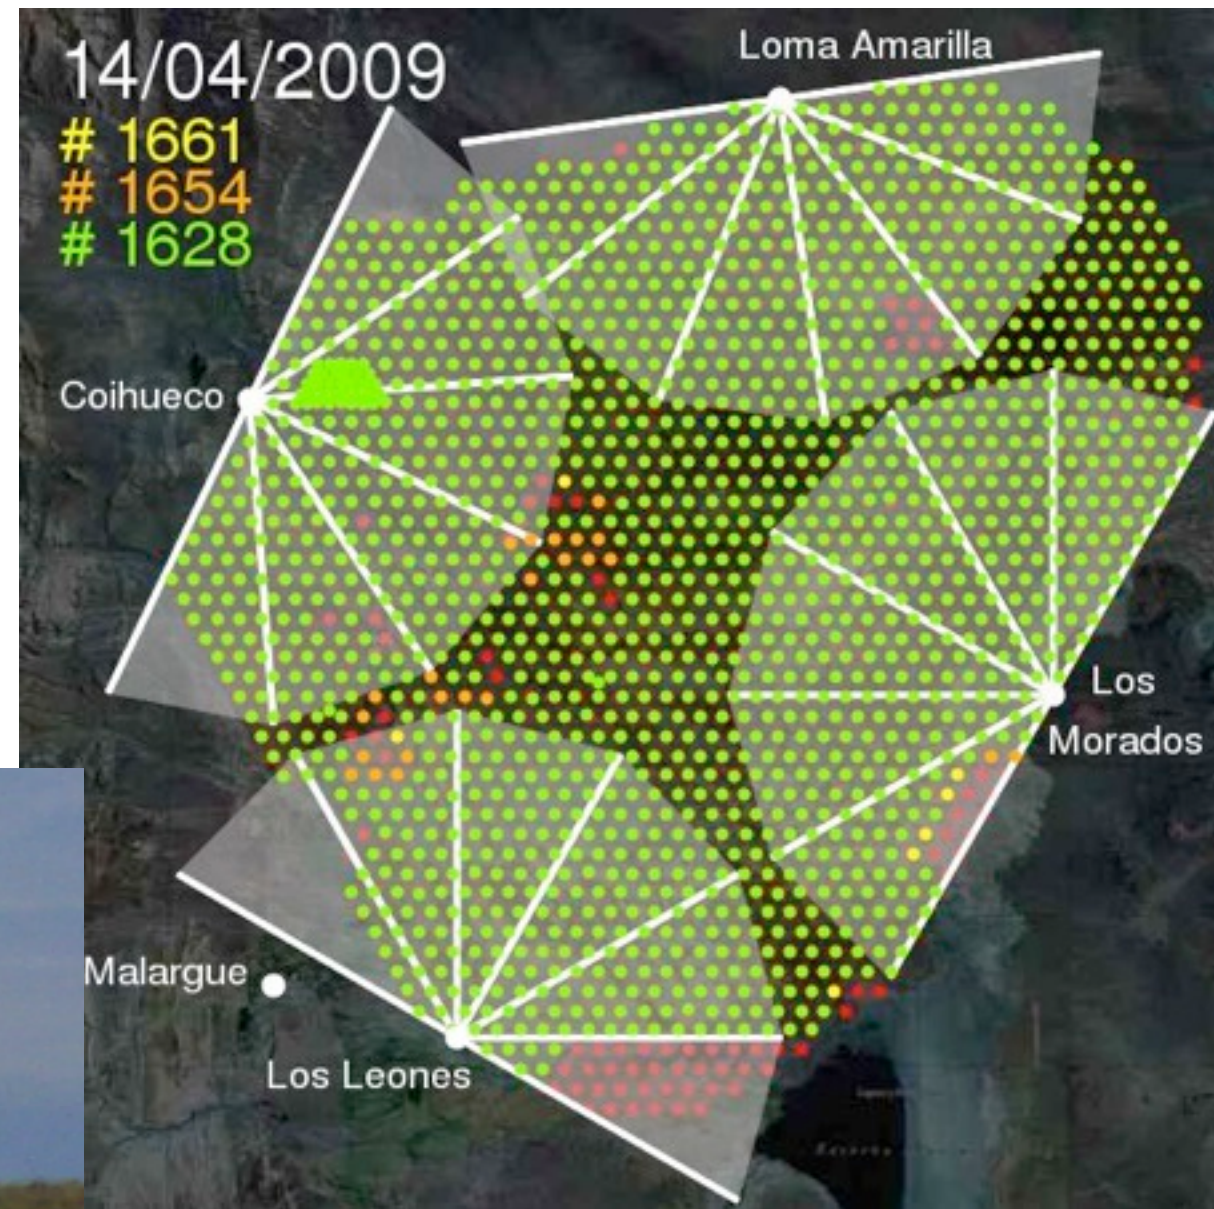 14/04/2009
# 1661
# 1654
# 1628
Loma Amarilla
Coihueco
Los
Morados
Malargue
Los Leones